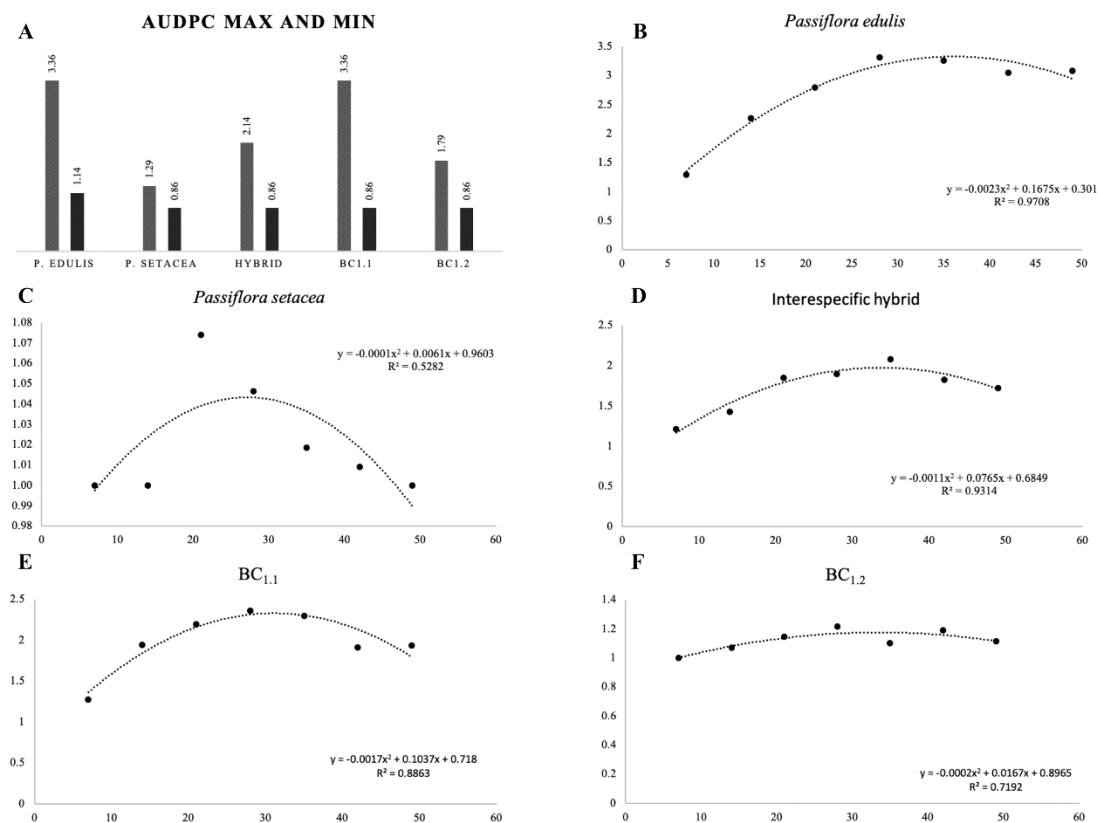 A
AUDPC MAX AND MIN
3.36
1.14
1.29
0.86
2.14
0.86
3.36
0.86
1.79
0.86
P. EDULIS
P. SETACEA
HYBRID
BC1.1
BC1.2
B
Passiflora edulis
3.5
3
2.5
2
1.5
1
0.5
0
y = -0.0023x² + 0.1675x + 0.301
R² = 0.9708
0 5 10 15 20 25 30 35 40 45 50
C
Passiflora setacea
1.08
1.07
1.06
1.05
1.04
1.03
1.02
1.01
1.00
0.99
0.98
y = -0.0001x² + 0.0061x + 0.9603
R² = 0.5282
0 10 20 30 40 50 60
D
Interespecific hybrid
2.5
2
1.5
1
0.5
0
y = -0.0011x² + 0.0765x + 0.6849
R² = 0.9314
0 10 20 30 40 50 60
E
BC₁.₁
2.5
2
1.5
1
0.5
0
y = -0.0017x² + 0.1037x + 0.718
R² = 0.8863
0 10 20 30 40 50 60
F
BC₁.₂
1.4
1.2
1
0.8
0.6
0.4
0.2
0
y = -0.0002x² + 0.0167x + 0.8965
R² = 0.7192
0 10 20 30 40 50 60